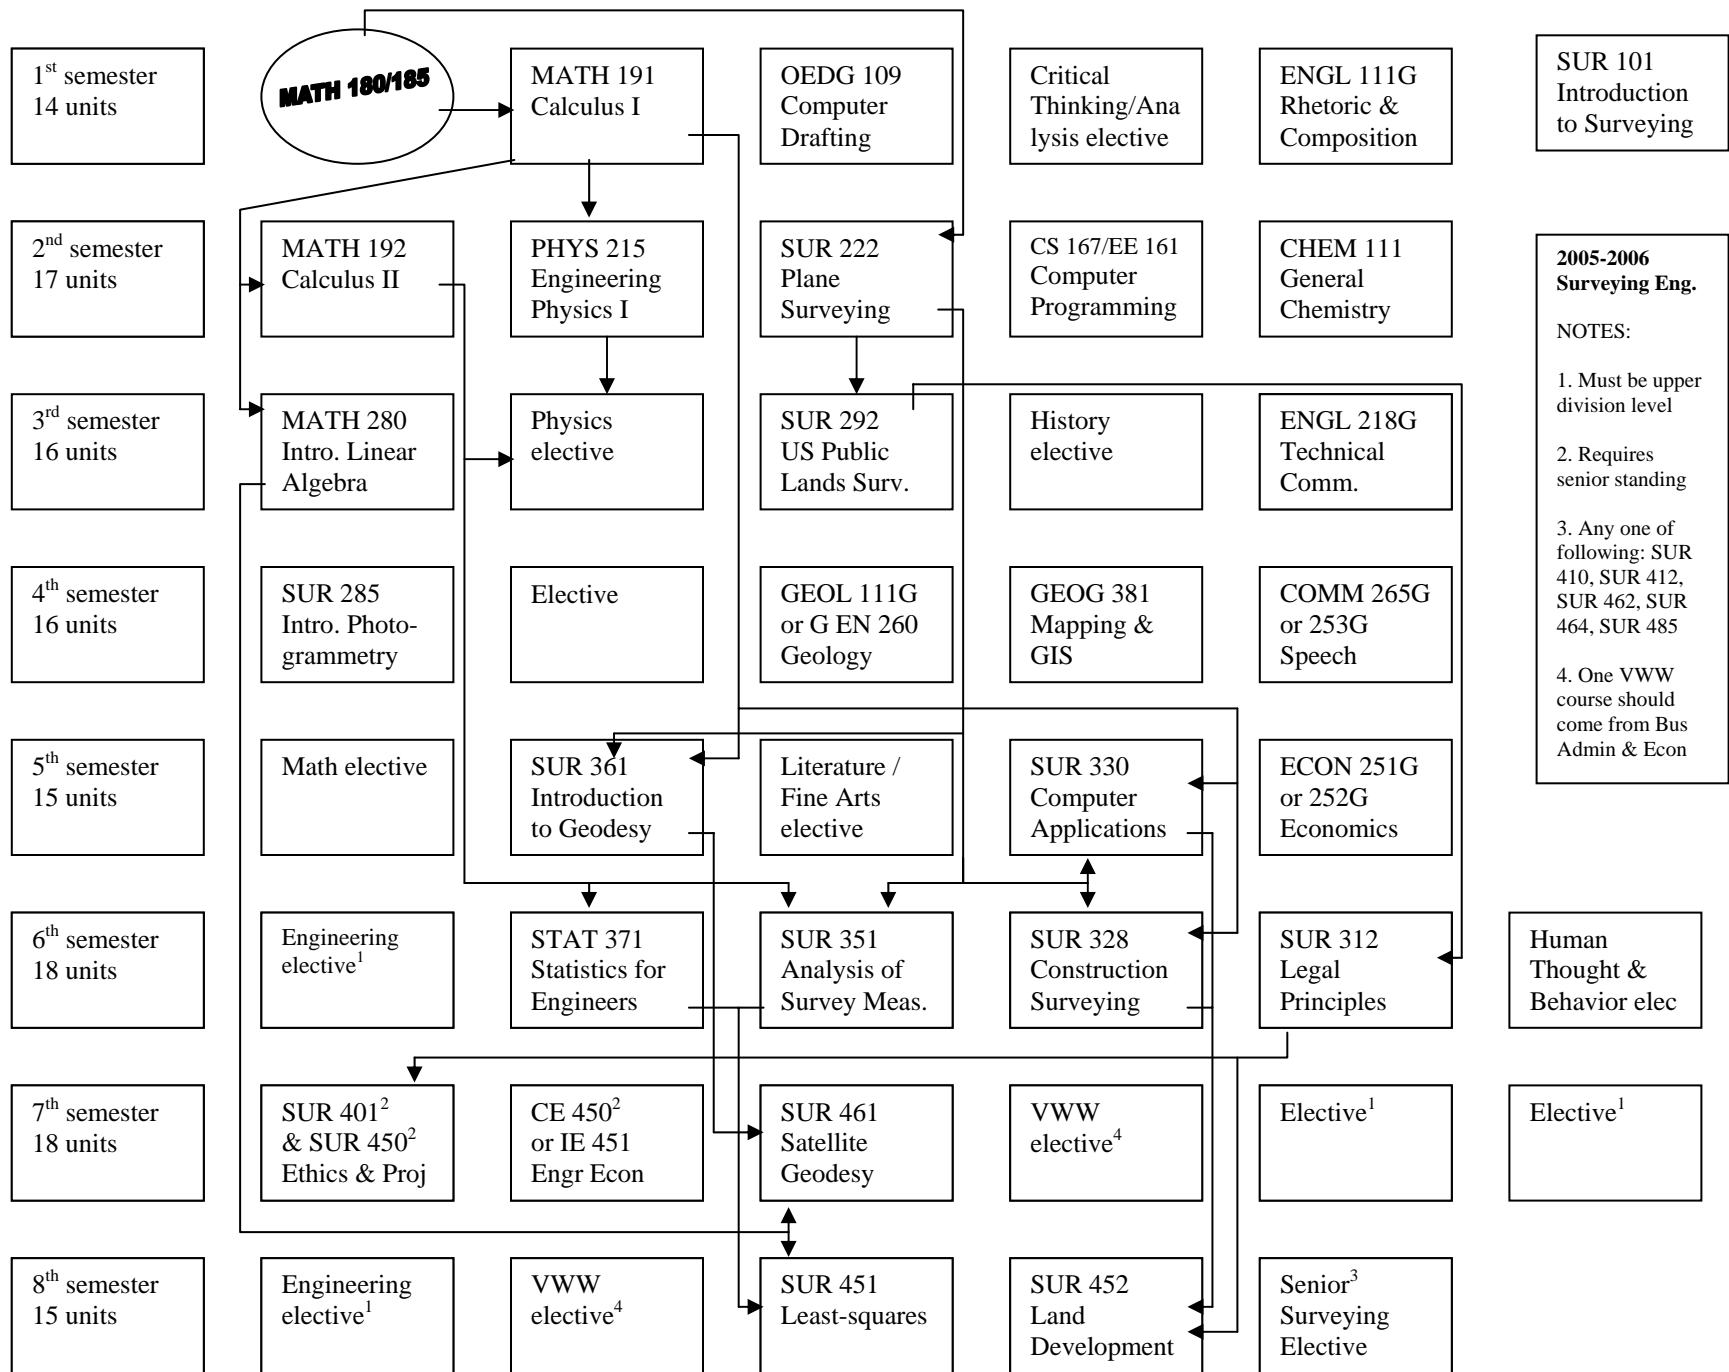 1st semester
14 units
MATH 180/185
MATH 191
Calculus I
OEDG 109
Computer
Drafting
Critical
Thinking/Ana
lysis elective
ENGL 111G
Rhetoric &
Composition
SUR 101
Introduction
to Surveying
2nd semester
17 units
MATH 192
Calculus II
PHYS 215
Engineering
Physics I
SUR 222
Plane
Surveying
CS 167/EE 161
Computer
Programming
CHEM 111
General
Chemistry
2005-2006
Surveying Eng.
NOTES:
1. Must be upper
division level
2. Requires
senior standing
3. Any one of
following: SUR
410, SUR 412,
SUR 462, SUR
464, SUR 485
4. One VWW
course should
come from Bus
Admin & Econ
3rd semester
16 units
MATH 280
Intro. Linear
Algebra
Physics
elective
SUR 292
US Public
Lands Surv.
History
elective
ENGL 218G
Technical
Comm.
4th semester
16 units
SUR 285
Intro. Photo-
grammetry
Elective
GEOL 111G
or G EN 260
Geology
GEOG 381
Mapping &
GIS
COMM 265G
or 253G
Speech
5th semester
15 units
Math elective
SUR 361
Introduction
to Geodesy
Literature /
Fine Arts
elective
SUR 330
Computer
Applications
ECON 251G
or 252G
Economics
6th semester
18 units
Engineering
elective1
STAT 371
Statistics for
Engineers
SUR 351
Analysis of
Survey Meas.
SUR 328
Construction
Surveying
SUR 312
Legal
Principles
Human
Thought &
Behavior elec
7th semester
18 units
SUR 4012
& SUR 4502
Ethics & Proj
CE 4502
or IE 451
Engr Econ
SUR 461
Satellite
Geodesy
VWW
elective4
Elective1
Elective1
8th semester
15 units
Engineering
elective1
VWW
elective4
SUR 451
Least-squares
SUR 452
Land
Development
Senior3
Surveying
Elective